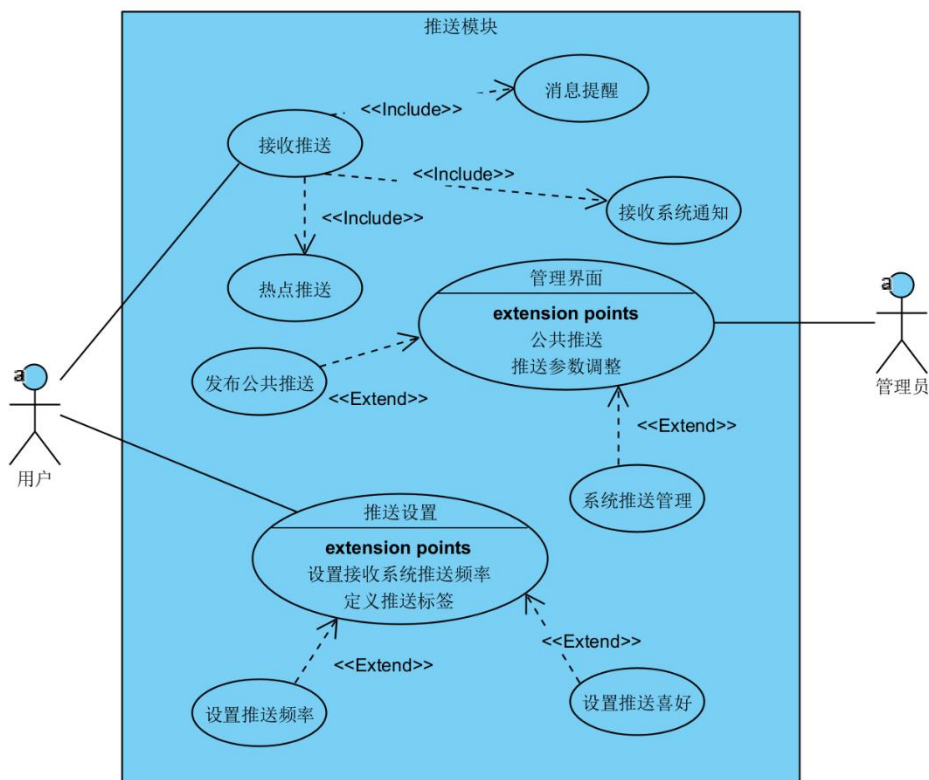 推送模块
消息提醒
<<Include>>
接收推送
<<Include>>
接收系统通知
<<Include>>
热点推送
管理界面
extension points
公共推送
推送参数调整
a
管理员
发布公共推送
<<Extend>>
a
用户
<<Extend>>
系统推送管理
推送设置
extension points
设置接收系统推送频率
定义推送标签
<<Extend>>
<<Extend>>
设置推送频率
设置推送喜好